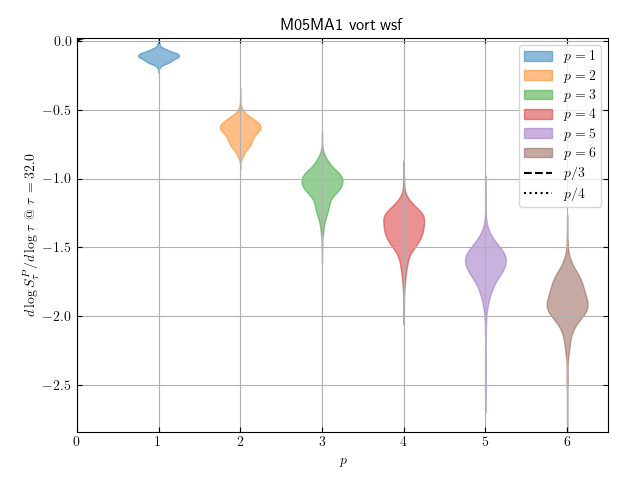 M05MA1 vort wsf
d log S_τ^P / d log τ @ τ = 32.0
0.0
−0.5
−1.0
−1.5
−2.0
−2.5
0 1 2 3 4 5 6
p
p = 1
p = 2
p = 3
p = 4
p = 5
p = 6
p/3
p/4